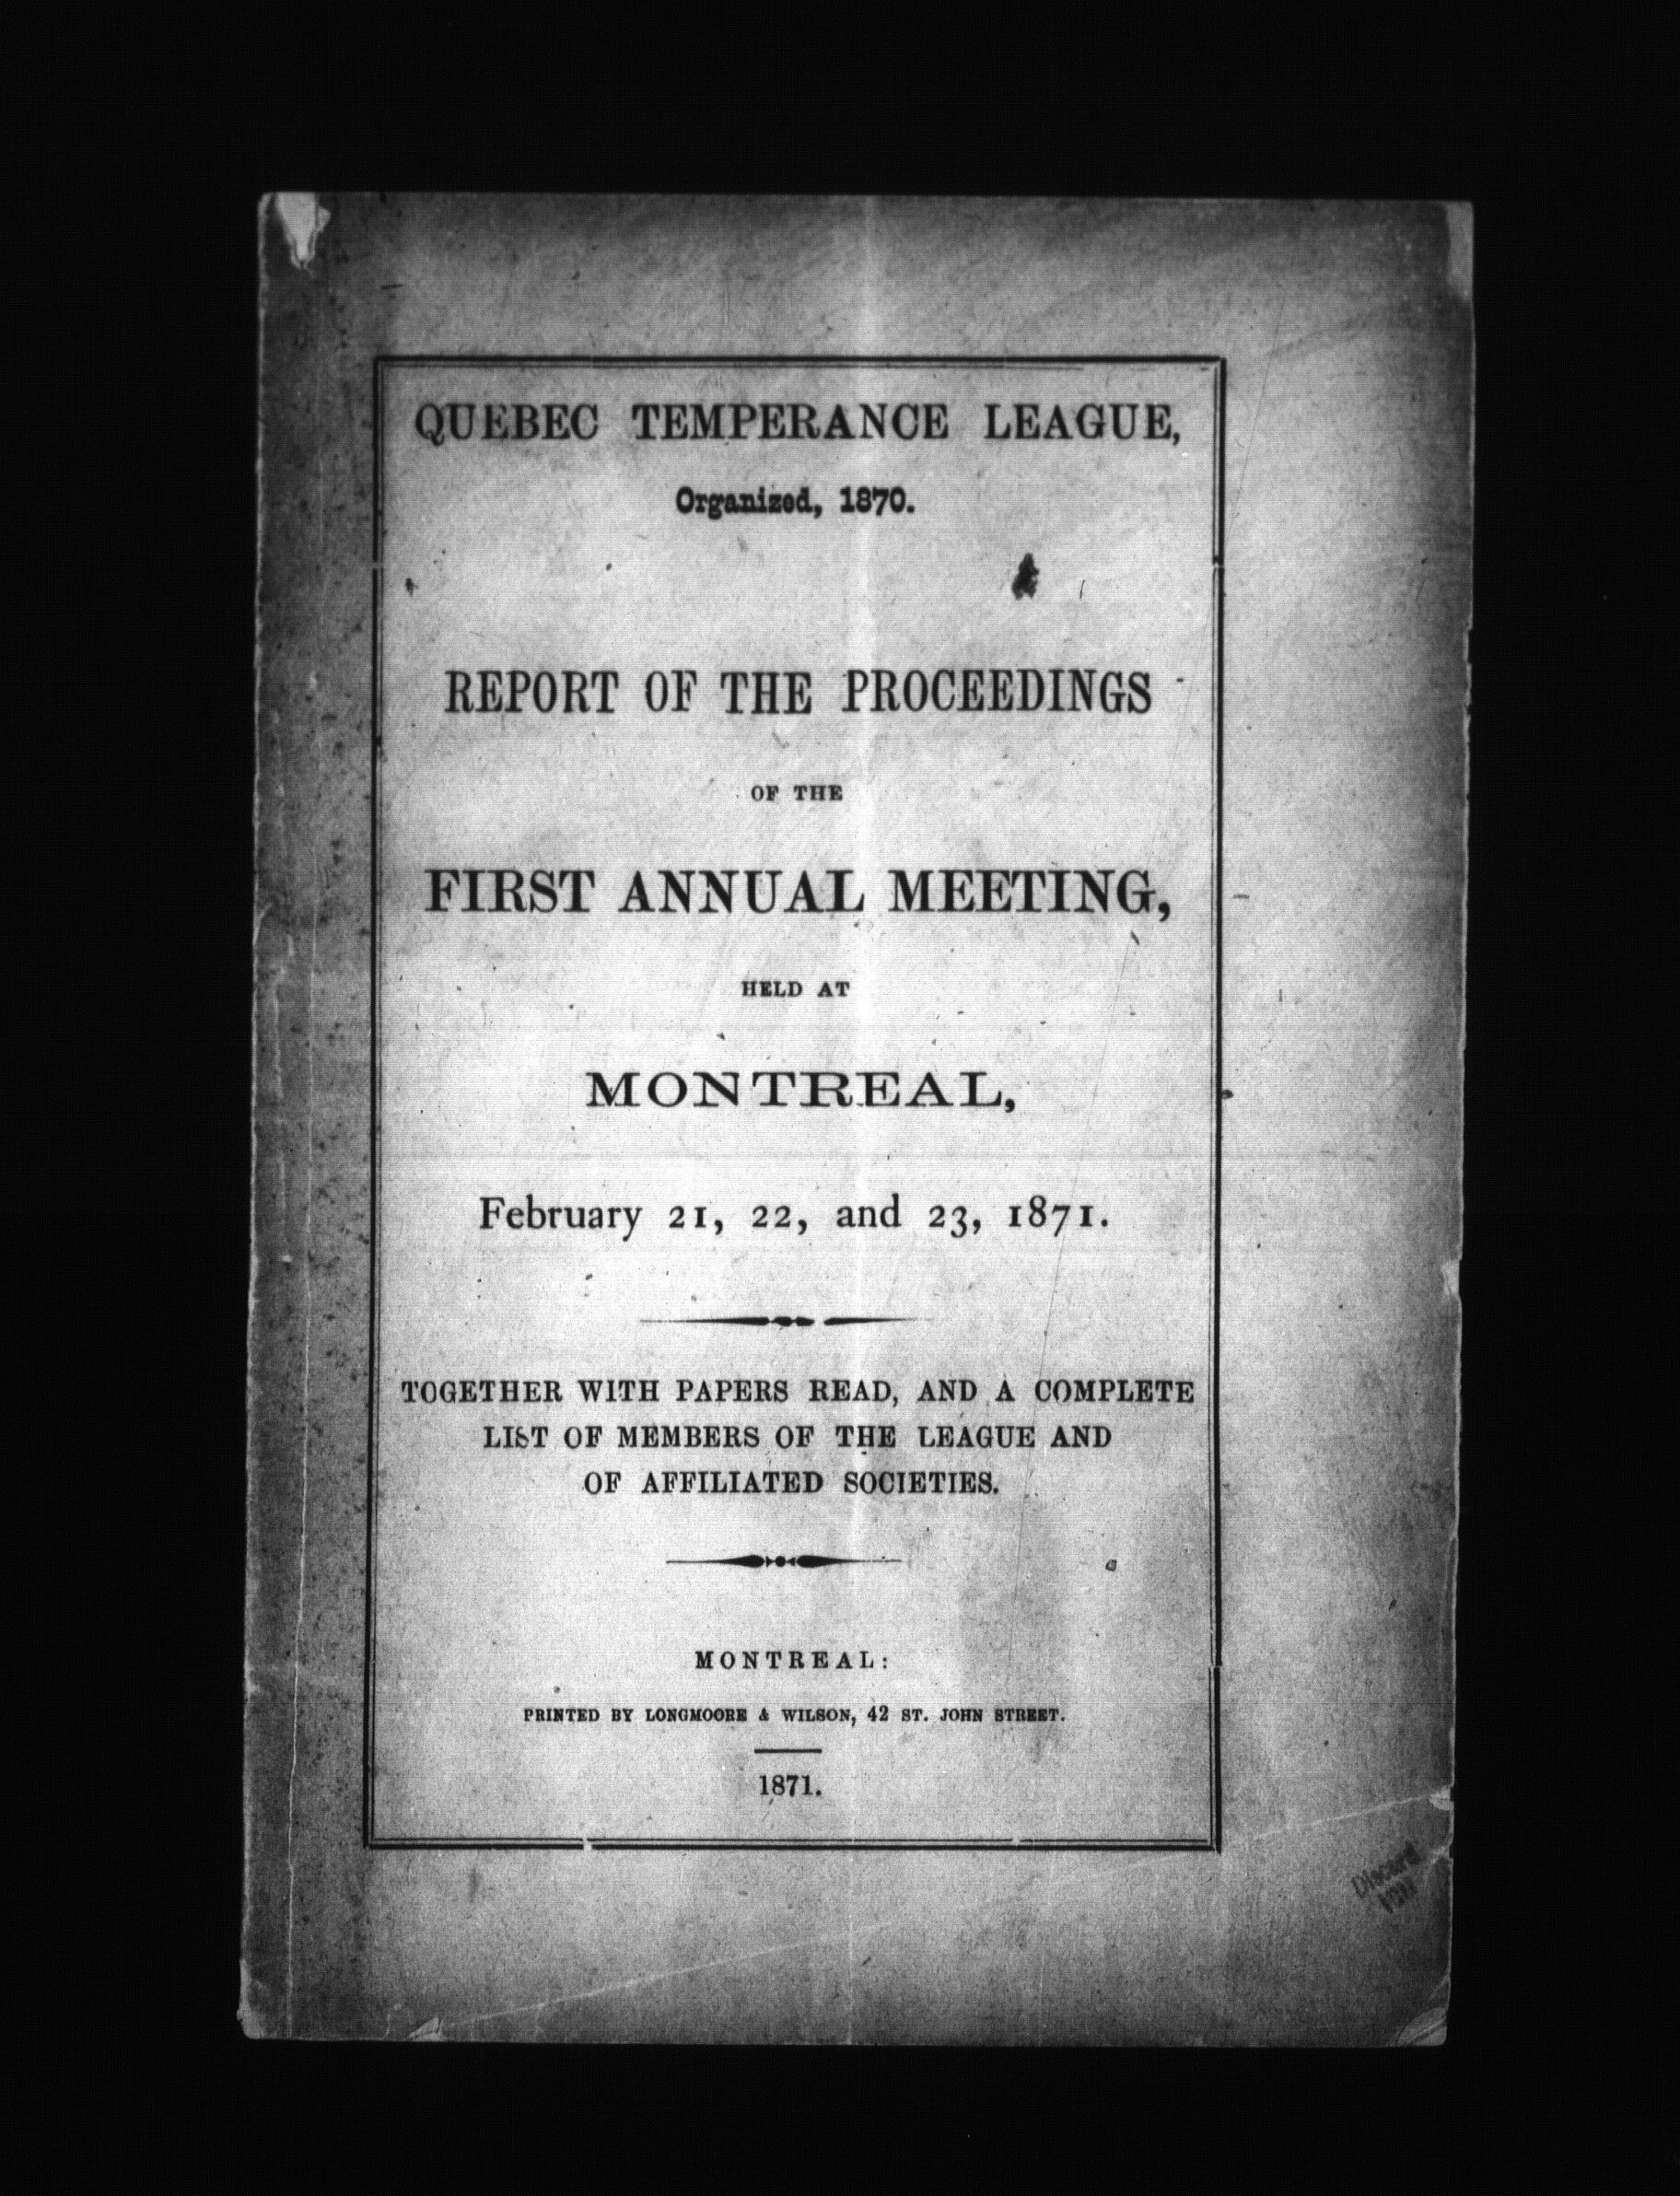 QUEBEC TEMPERANCE LEAGUE,
Organized, 1870.
REPORT OF THE PROCEEDINGS
OF THE
FIRST ANNUAL MEETING,
HELD AT
MONTREAL,
February 21, 22, and 23, 1871.
TOGETHER WITH PAPERS READ, AND A COMPLETE
LIST OF MEMBERS OF THE LEAGUE AND
OF AFFILIATED SOCIETIES.
MONTREAL:
PRINTED BY LONGMOORE & WILSON, 42 ST. JOHN STREET.
1871.
Discard